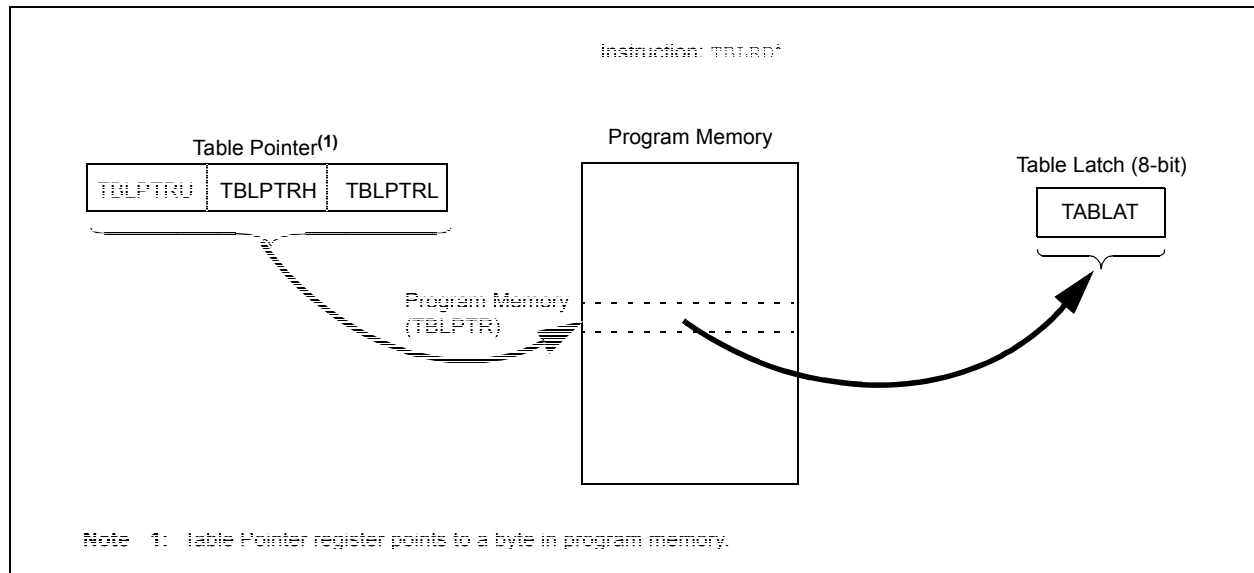 Instruction: TBLRD*
Table Pointer(1)
TBLPTRU TBLPTRH TBLPTRL
Program Memory
Table Latch (8-bit)
TABLAT
Program Memory
(TBLPTR)
Note 1: Table Pointer register points to a byte in program memory.